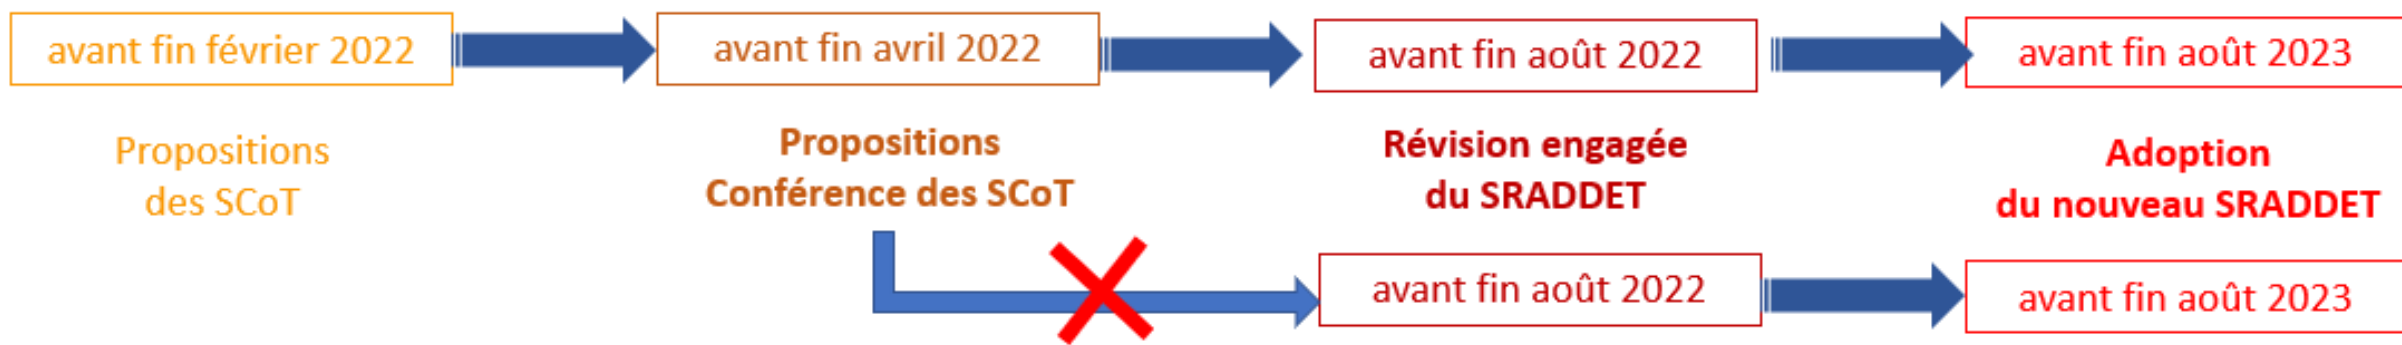 avant fin février 2022
avant fin avril 2022
avant fin août 2022
avant fin août 2023
Propositions
des SCoT
Propositions
Conférence des SCoT
Révision engagée
du SRADDET
Adoption
du nouveau SRADDET
avant fin août 2022
avant fin août 2023